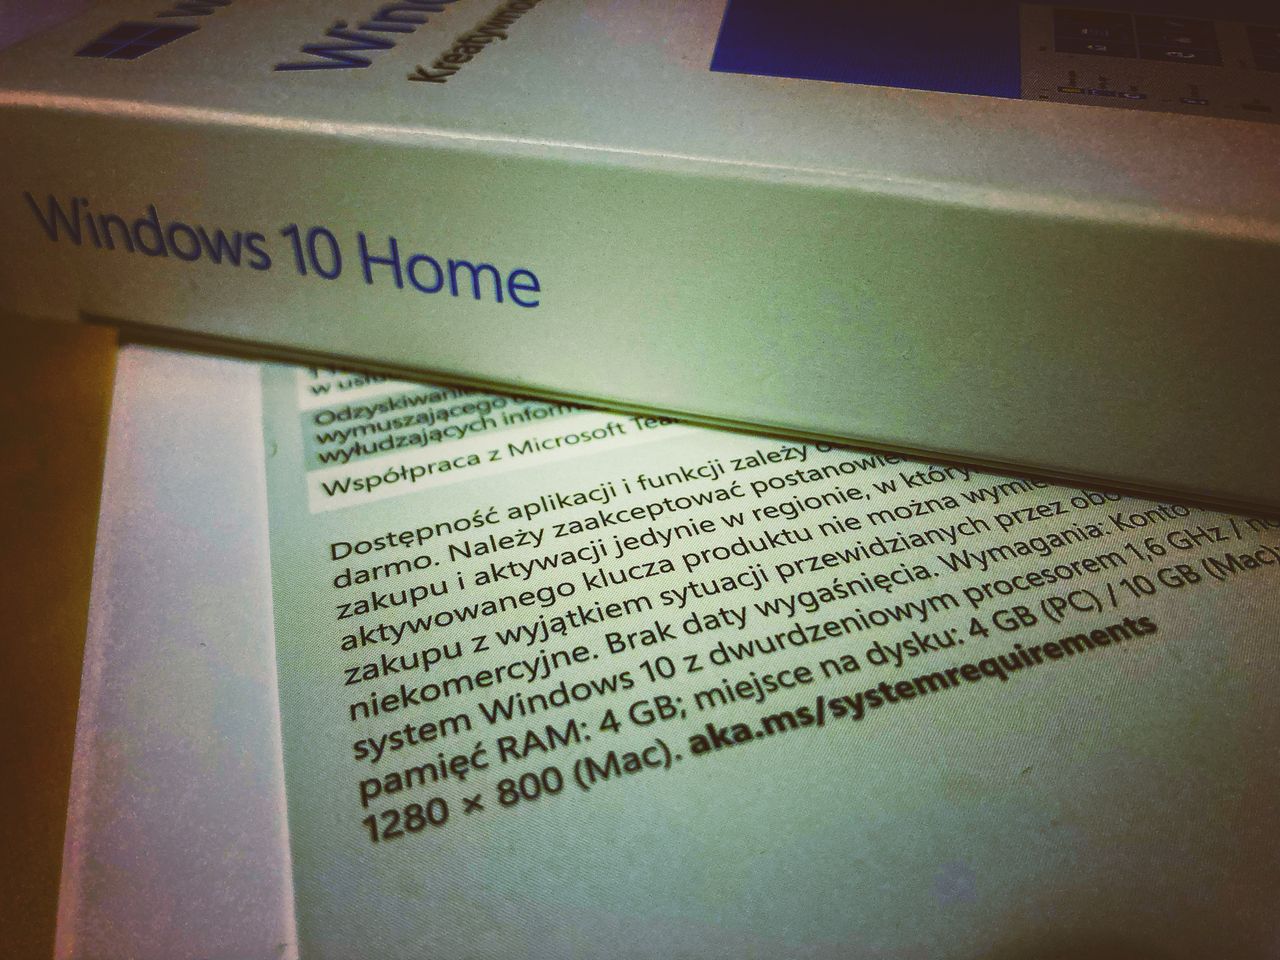 Windows 10 Home
w
Odzyskiwani
wymuszającego
wyłudzających inform
Współpraca z Microsoft Tea
Dostępność aplikacji i funkcji zależy
darmo. Należy zaakceptować postanowie
zakupu i aktywacji jedynie w regionie, w który
aktywowanego klucza produktu nie można wymie
zakupu z wyjątkiem sytuacji przewidzianych przez obo
niekomercyjne. Brak daty wygaśnięcia. Wymagania: Konto
system Windows 10 z dwurdzeniowym procesorem 1,6 GHz /
pamięć RAM: 4 GB; miejsce na dysku: 4 GB (PC) / 10 GB (Mac)
1280 × 800 (Mac). aka.ms/systemrequirements